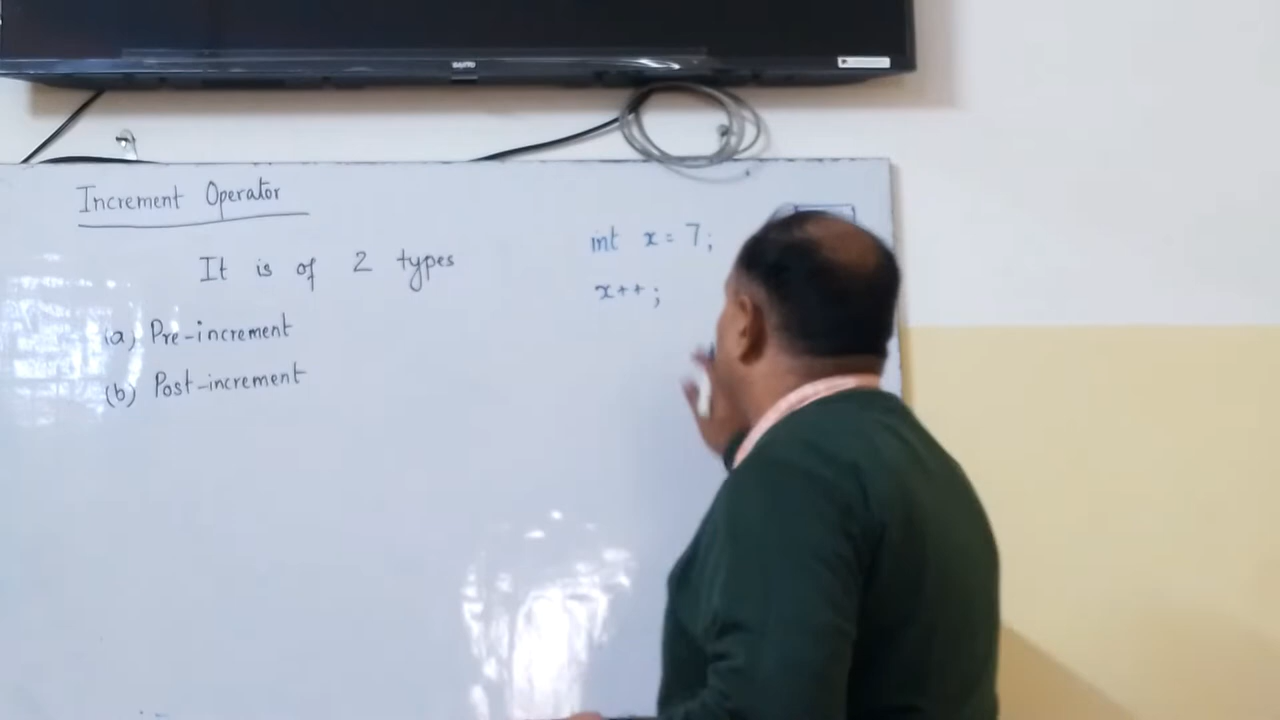 Increment Operator
It is of 2 types
(a) Pre-increment
(b) Post-increment
int x = 7;
x++;